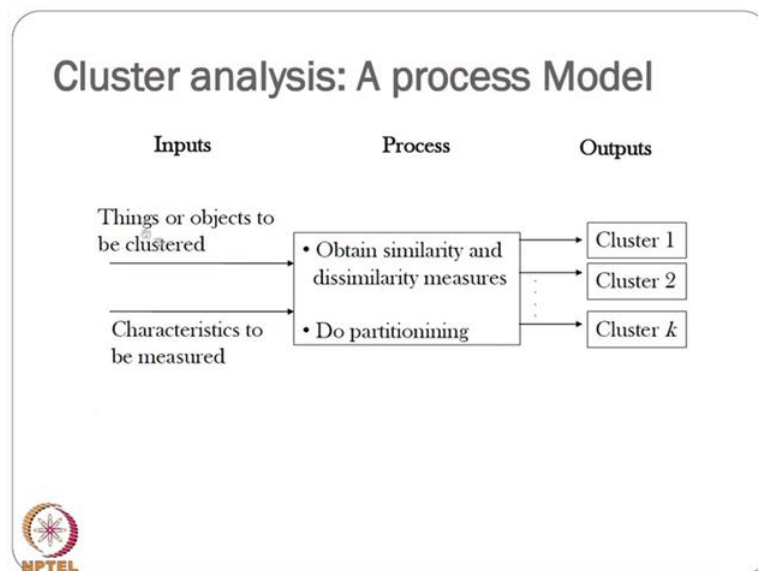 Cluster analysis: A process Model
Inputs
Process
Outputs
Things or objects to
be clustered
Characteristics to
be measured
• Obtain similarity and
dissimilarity measures
• Do partitionining
Cluster 1
Cluster 2
Cluster k
NPTEL